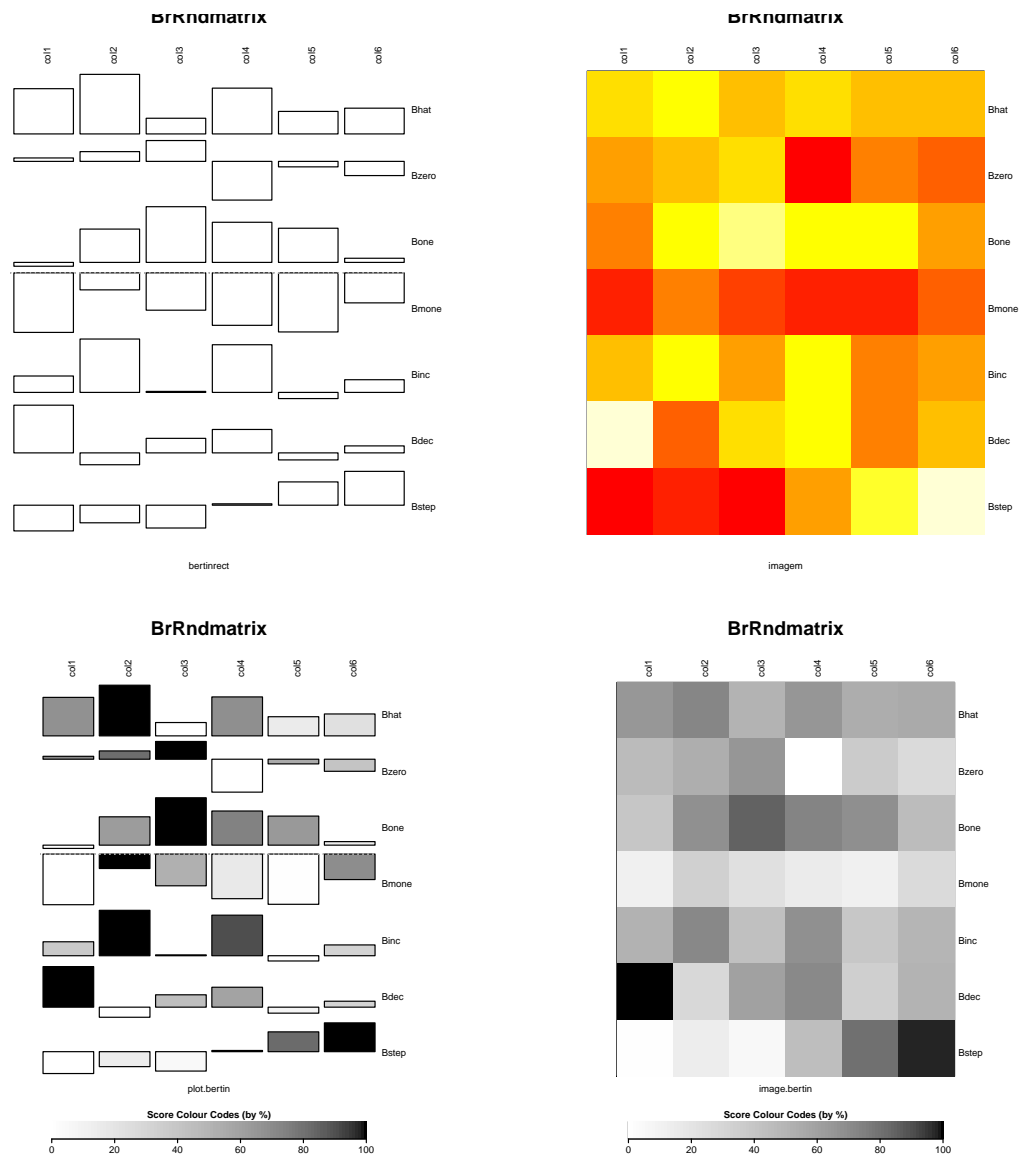 BrRndmatrix
col1 col2 col3 col4 col5 col6
Bhat
Bzero
Bone
Bmone
Binc
Bdec
Bstep
bertinrect
BrRndmatrix
col1 col2 col3 col4 col5 col6
Bhat
Bzero
Bone
Bmone
Binc
Bdec
Bstep
imagem
BrRndmatrix
col1 col2 col3 col4 col5 col6
Bhat
Bzero
Bone
Bmone
Binc
Bdec
Bstep
plot.bertin
Score Colour Codes (by %)
0 20 40 60 80 100
BrRndmatrix
col1 col2 col3 col4 col5 col6
Bhat
Bzero
Bone
Bmone
Binc
Bdec
Bstep
image.bertin
Score Colour Codes (by %)
0 20 40 60 80 100